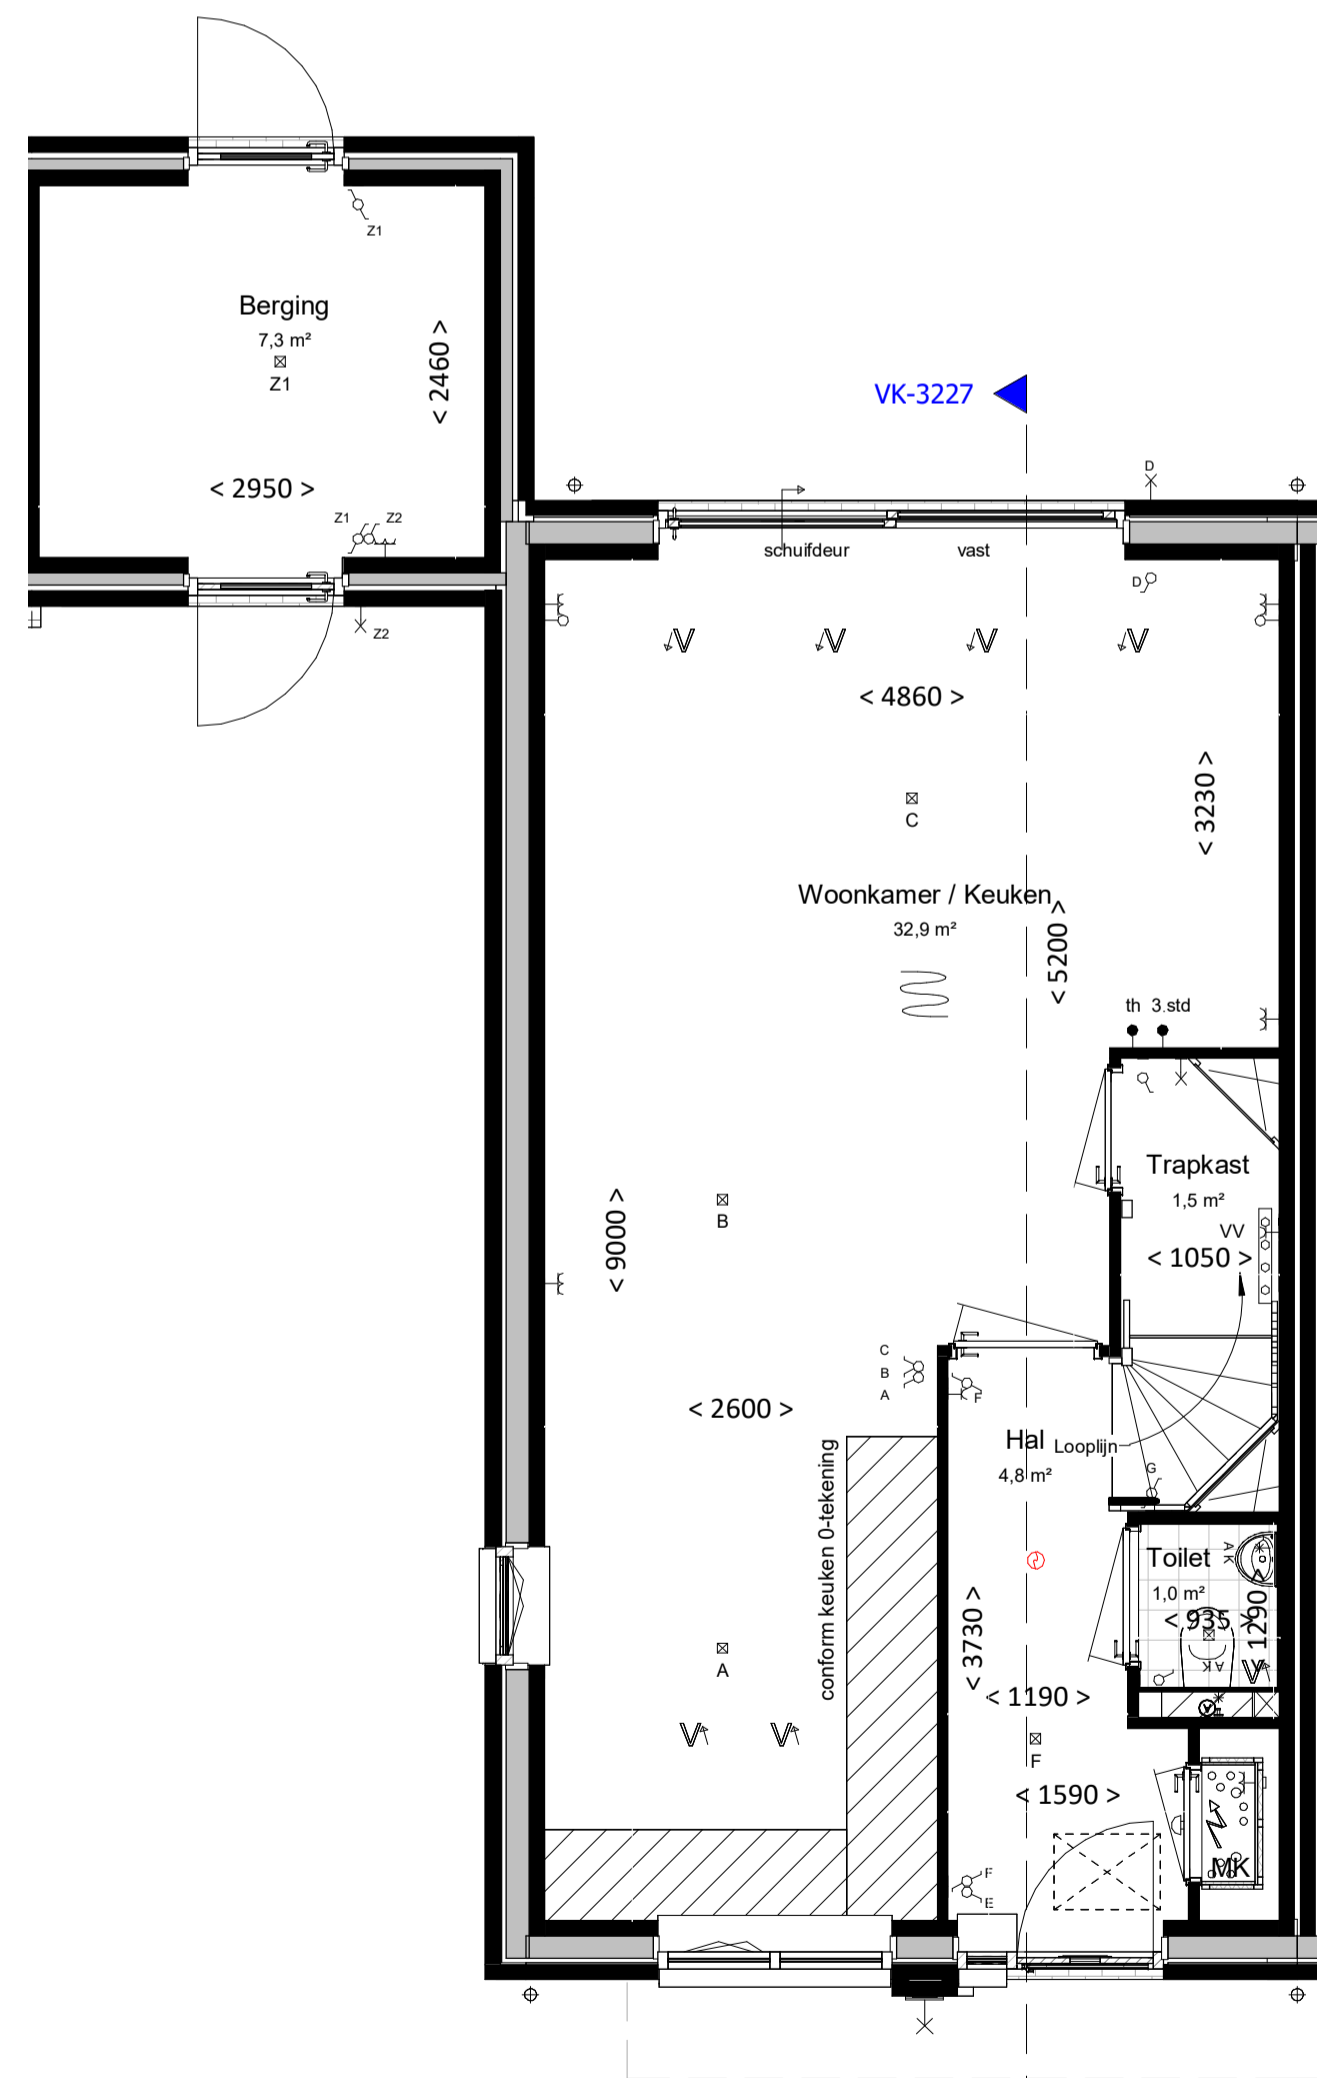 Z1
Berging
7,3 m²
Z1
< 2460 >
< 2950 >
Z1
Z2
Z2
VK-3227
D
schuifdeur
vast
D
V
V
V
V
< 4860 >
< 3230 >
C
Woonkamer / Keuken
32,9 m²
< 5200 >
th
3.std
Trapkast
1,5 m²
VV
< 1050 >
B
< 9000 >
C
B
A
F
< 2600 >
Hal
Looplijn
4,8 m²
G
conform keuken 0-tekening
Toilet
1,0 m²
AK
< 935 >
< 1290 >
AK
V
< 3730 >
< 1190 >
A
V
V
F
< 1590 >
MK
F
E